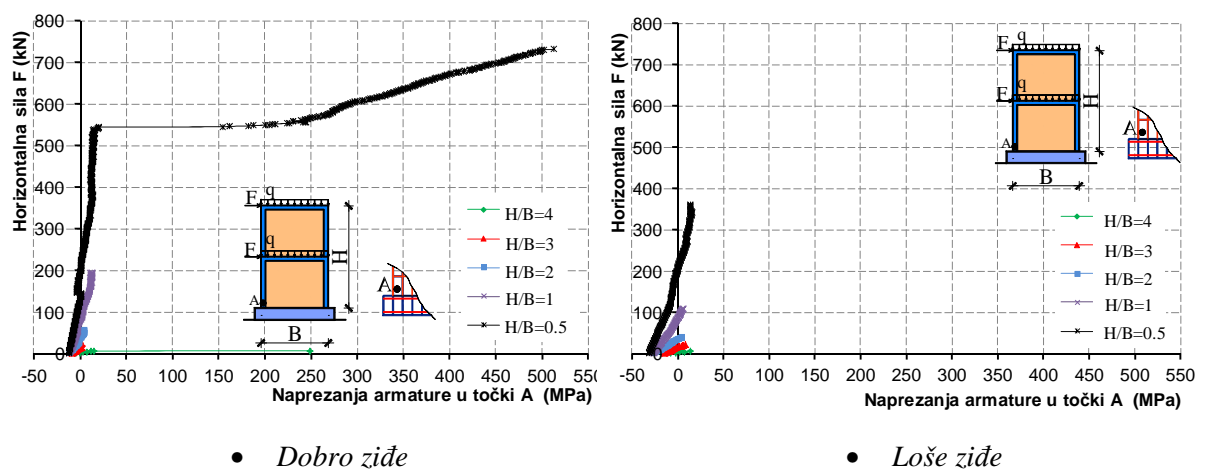 Horizontalna sila F (kN)
800
700
600
500
400
300
200
100
0
-50 0 50 100 150 200 250 300 350 400 450 500 550
Naprezanja armature u točki A (MPa)
q
F
q
F
H
A
B
A
H/B=4
H/B=3
H/B=2
H/B=1
H/B=0.5
• Dobro ziđe
Horizontalna sila F (kN)
800
700
600
500
400
300
200
100
0
-50 0 50 100 150 200 250 300 350 400 450 500 550
Naprezanja armature u točki A (MPa)
q
F
q
F
H
A
B
A
H/B=4
H/B=3
H/B=2
H/B=1
H/B=0.5
• Loše ziđe